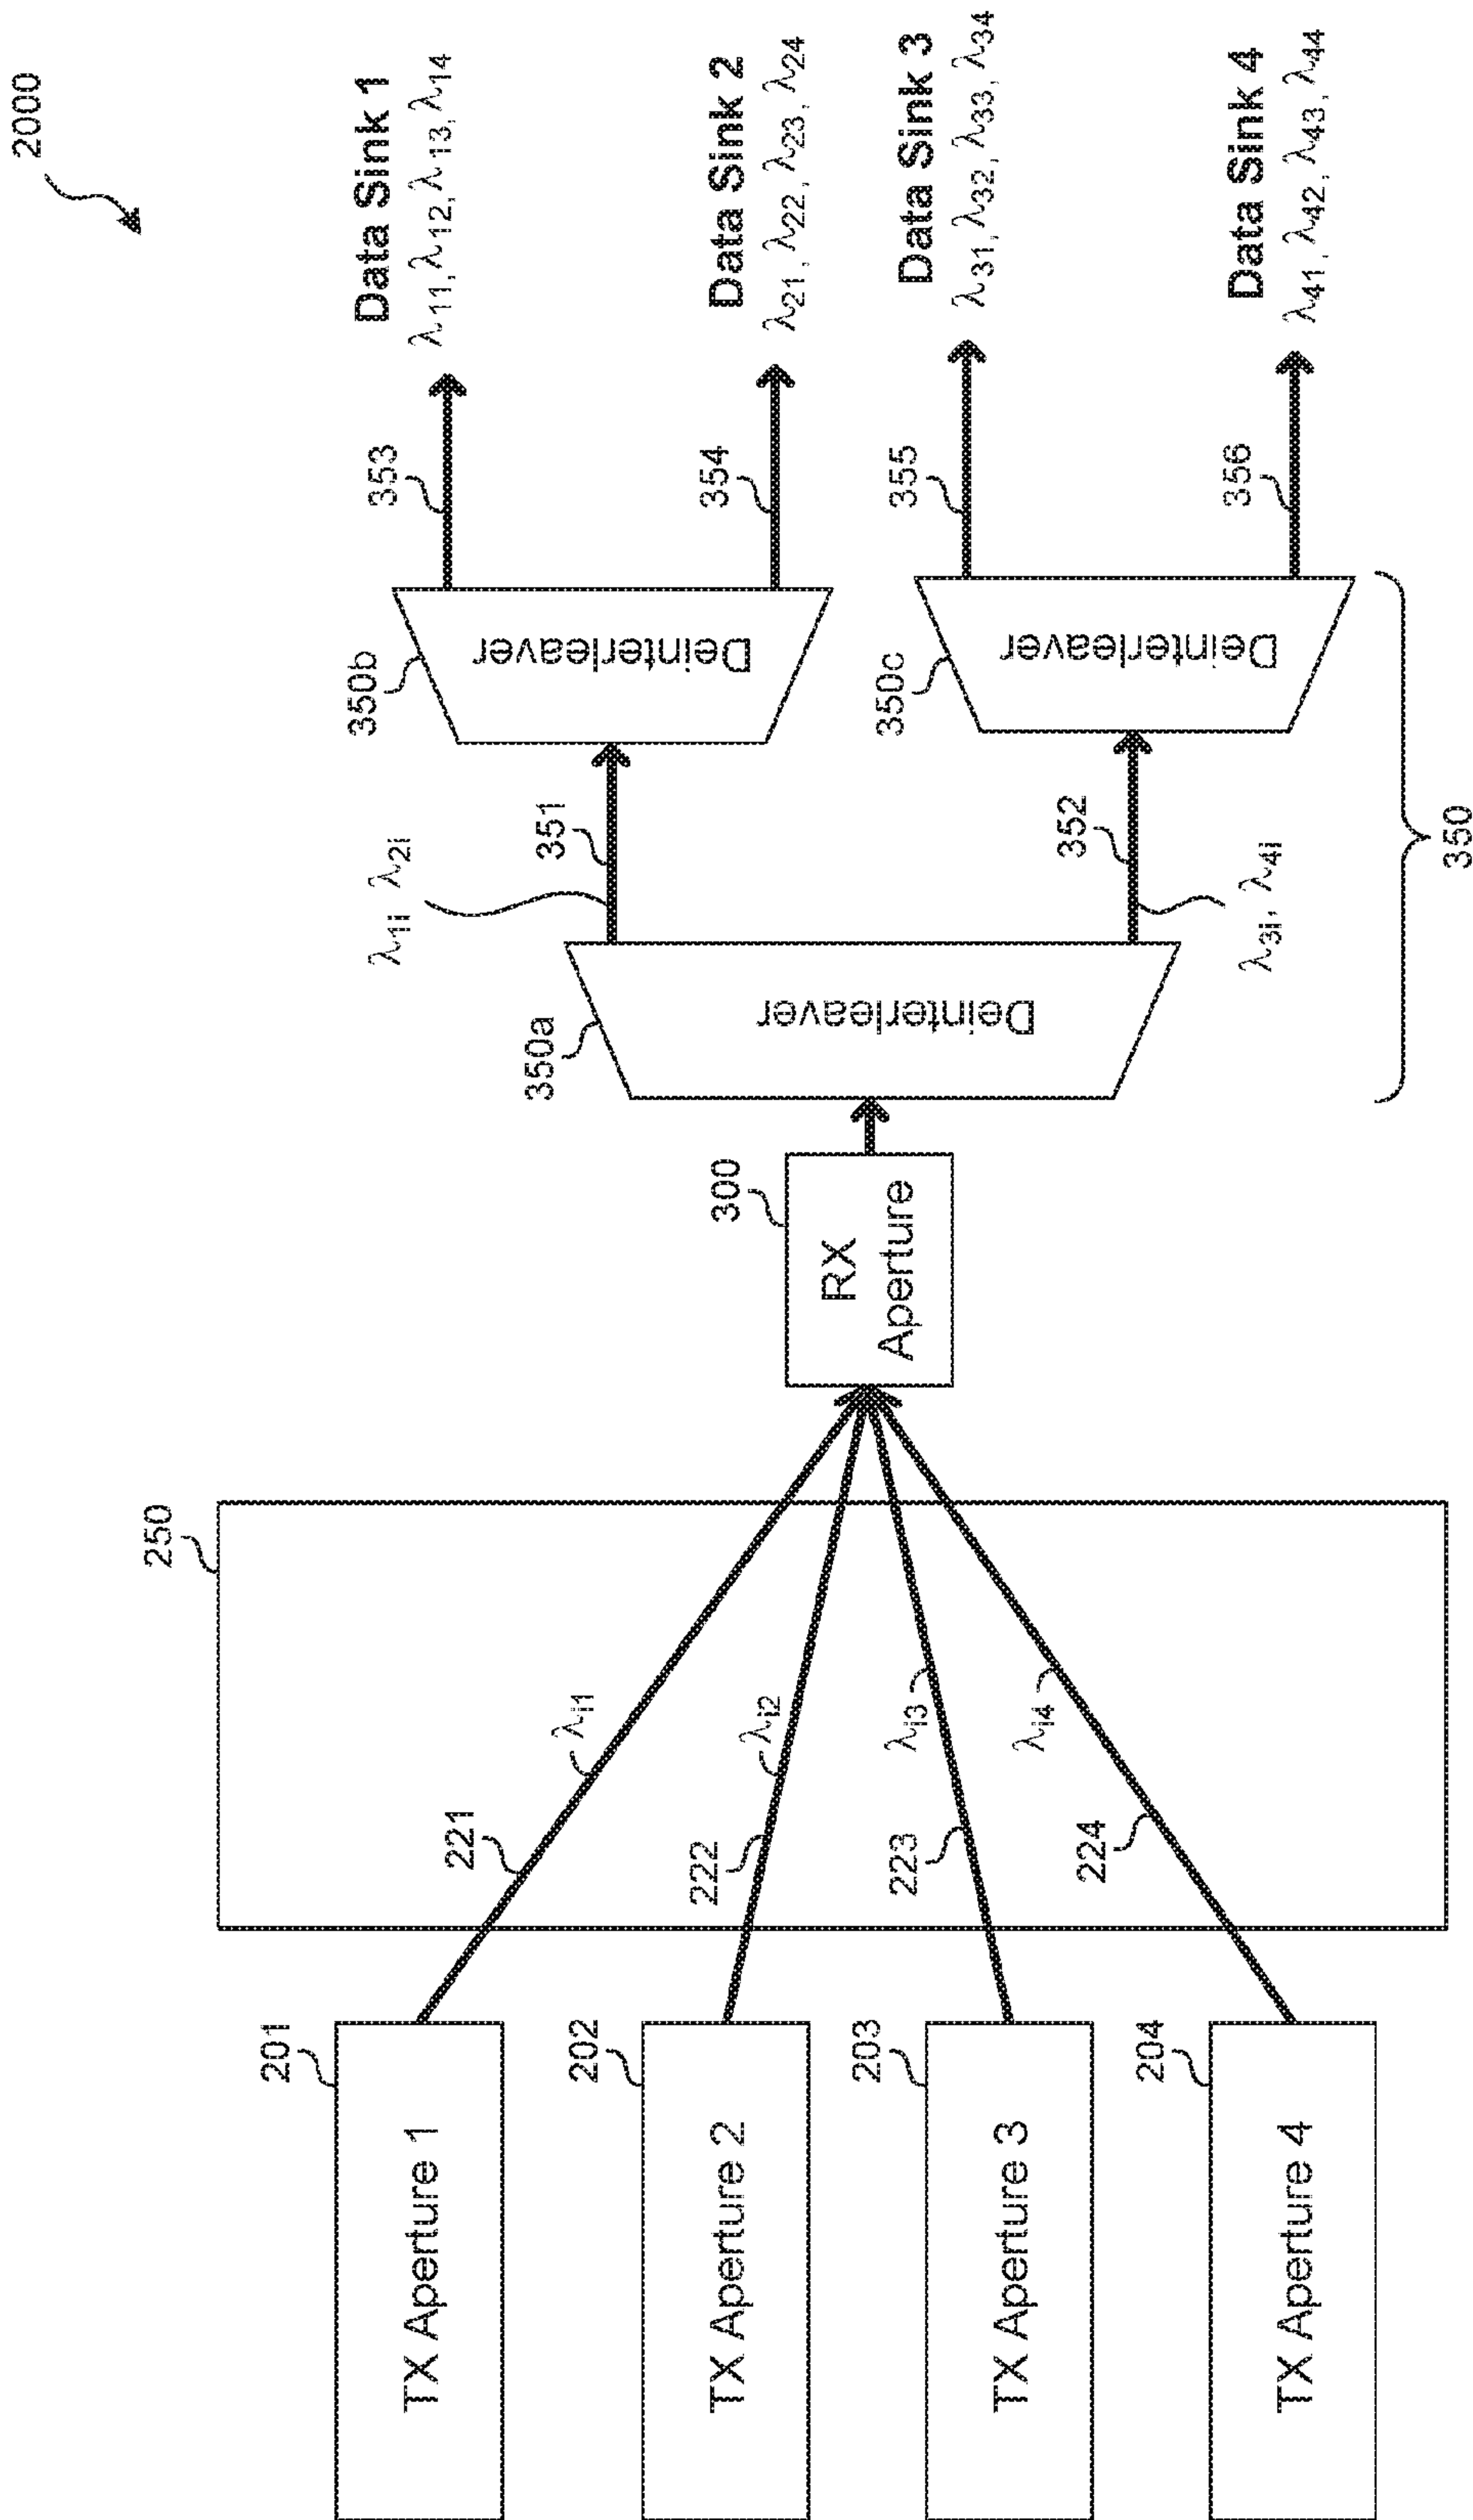 2000
TX Aperture 1
201
TX Aperture 2
202
TX Aperture 3
203
TX Aperture 4
204
250
221
λi1
222
λi2
223
λi3
224
λi4
300
RX
Aperture
350a
Deinterleaver
λ1i λ2i
351
352
λ3i, λ4i
350b
Deinterleaver
350c
Deinterleaver
350
353
Data Sink 1
λ11, λ12, λ13, λ14
354
Data Sink 2
λ21, λ22, λ23, λ24
355
Data Sink 3
λ31, λ32, λ33, λ34
356
Data Sink 4
λ41, λ42, λ43, λ44